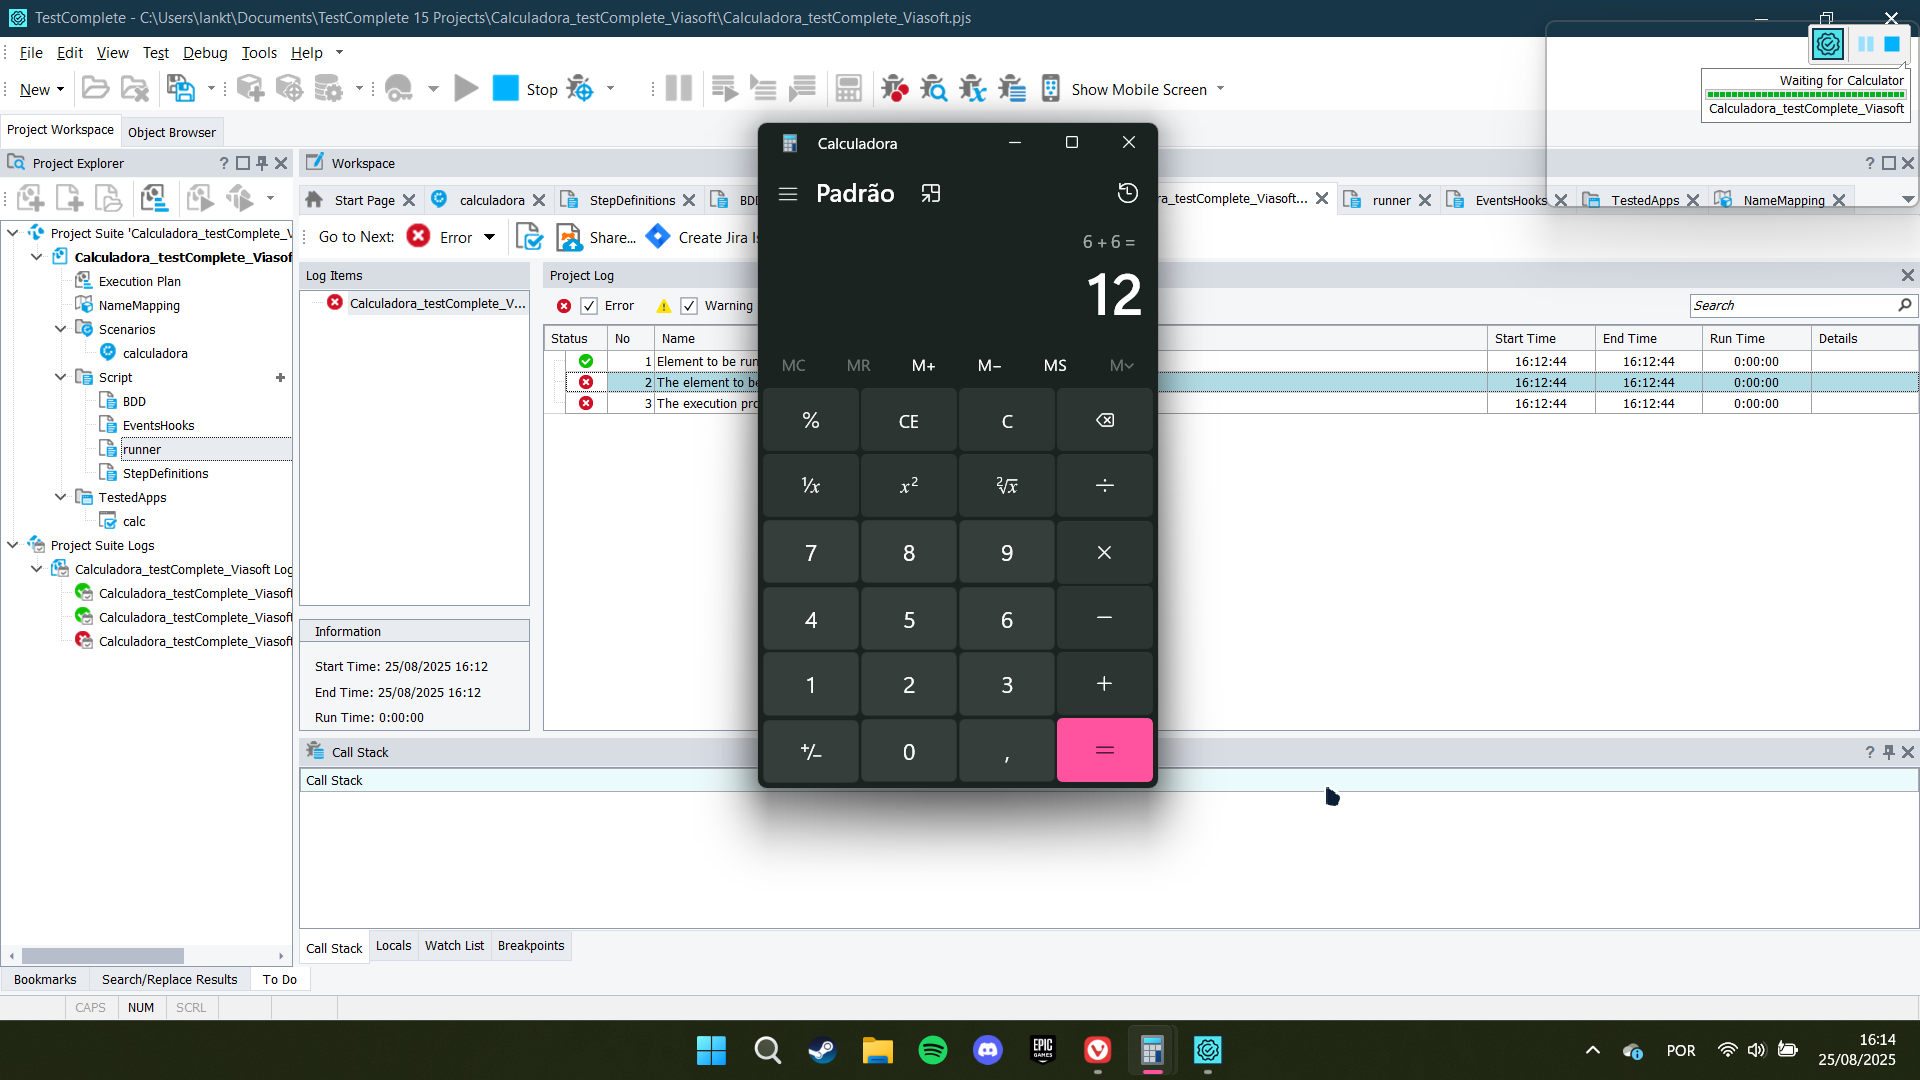 TestComplete - C:\Users\lankt\Documents\TestComplete 15 Projects\Calculadora_testComplete_Viasoft\Calculadora_testComplete_Viasoft.pjs
File Edit View Test Debug Tools Help
New
Stop
Show Mobile Screen
Waiting for Calculator
Calculadora_testComplete_Viasoft
Project Workspace
Object Browser
Project Explorer
Workspace
Start Page
calculadora
StepDefinitions
ra_testComplete_Viasoft...
runner
EventsHooks
TestedApps
NameMapping
Go to Next:
Error
Share...
Project Suite 'Calculadora_testComplete_V
Calculadora_testComplete_Viasof
Execution Plan
NameMapping
Scenarios
calculadora
Script
BDD
EventsHooks
runner
StepDefinitions
TestedApps
calc
Project Suite Logs
Calculadora_testComplete_Viasoft Log
Calculadora_testComplete_Viasoft
Calculadora_testComplete_Viasoft
Calculadora_testComplete_Viasoft
Log Items
Calculadora_testComplete_V...
Project Log
Error
Warning
Search
Status No Name Start Time End Time Run Time Details
1 Element to be run 16:12:44 16:12:44 0:00:00
2 The element to be 16:12:44 16:12:44 0:00:00
3 The execution pro 16:12:44 16:12:44 0:00:00
Information
Start Time: 25/08/2025 16:12
End Time: 25/08/2025 16:12
Run Time: 0:00:00
Calculadora
Padrão
6 + 6 =
12
MC MR M+ M− MS M
% CE C
¹/x x² ²√x ÷
7 8 9 ×
4 5 6 −
1 2 3 +
+/− 0 , =
Call Stack
Call Stack
Call Stack Locals Watch List Breakpoints
Bookmarks Search/Replace Results To Do
CAPS NUM SCRL
EPIC GAMES
POR
16:14
25/08/2025